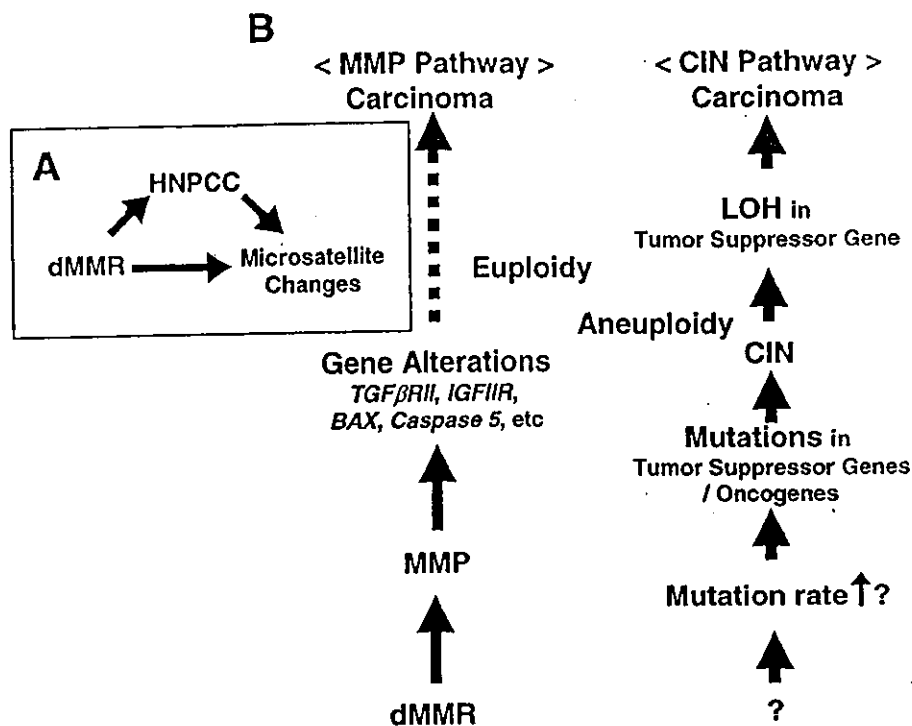 B
< MMP Pathway >
Carcinoma
< CIN Pathway >
Carcinoma
A
HNPCC
dMMR
Microsatellite
Changes
Euploidy
Gene Alterations
TGFβRII, IGFIIR,
BAX, Caspase 5, etc
MMP
dMMR
LOH in
Tumor Suppressor Gene
Aneuploidy
CIN
Mutations in
Tumor Suppressor Genes
/ Oncogenes
Mutation rate↑?
?